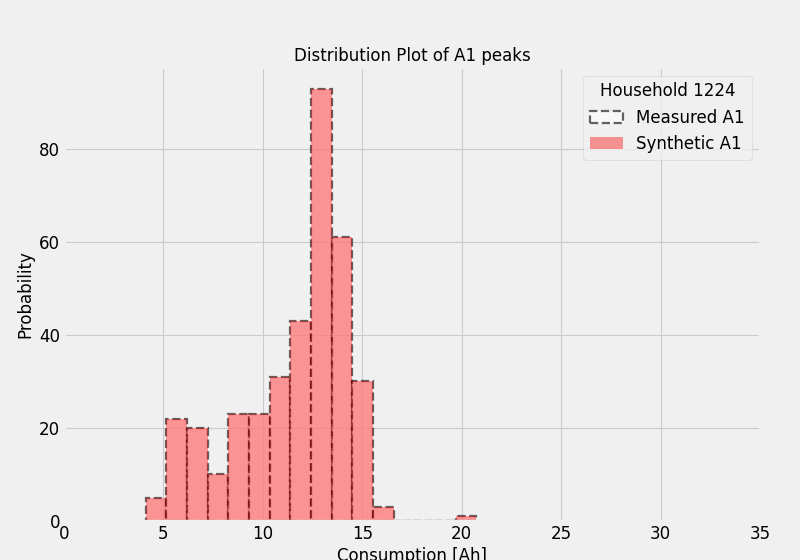 Distribution Plot of A1 peaks
Household 1224
Measured A1
Synthetic A1
Probability
80
60
40
20
0
0 5 10 15 20 25 30 35
Consumption [Ah]